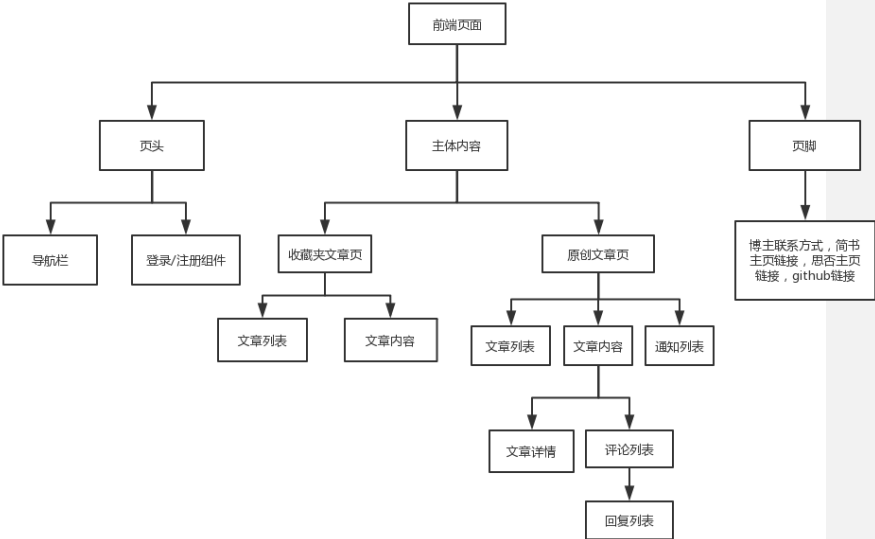 前端页面
页头
主体内容
页脚
导航栏
登录/注册组件
收藏夹文章页
原创文章页
博主联系方式，简书
主页链接，思否主页
链接，github链接
文章列表
文章内容
文章列表
文章内容
通知列表
文章详情
评论列表
回复列表